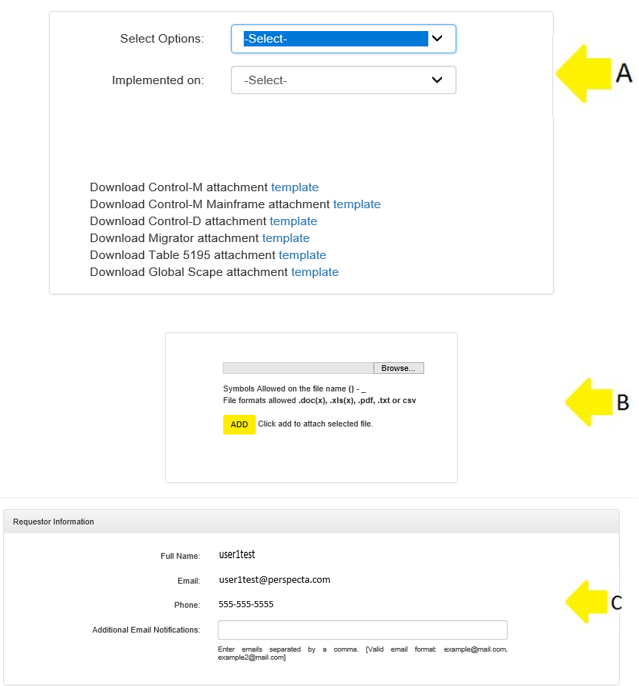 Select Options: -Select-
A
Implemented on: -Select-
Download Control-M attachment template
Download Control-M Mainframe attachment template
Download Control-D attachment template
Download Migrator attachment template
Download Table 5195 attachment template
Download Global Scape attachment template
Browse...
Symbols Allowed on the file name () - _
File formats allowed .doc(x), .xls(x), .pdf, .txt or csv
B
ADD Click add to attach selected file.
Requestor Information
Full Name: user1test
Email: user1test@perspecta.com
Phone: 555-555-5555
C
Additional Email Notifications:
Enter emails separated by a comma. [Valid email format: example@mail.com,
example2@mail.com]